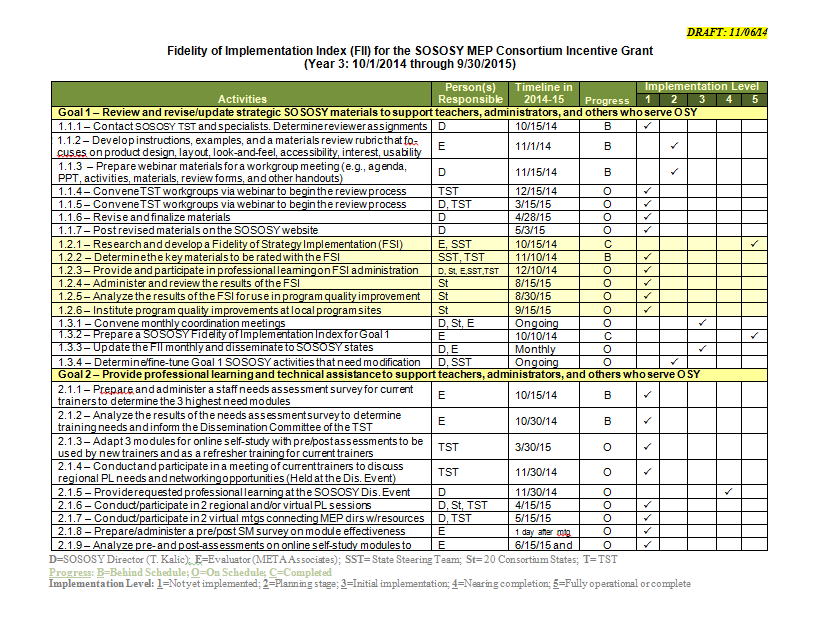 DRAFT: 11/06/14
Fidelity of Implementation Index (FII) for the SOSOSY MEP Consortium Incentive Grant
(Year 3: 10/1/2014 through 9/30/2015)
Activities Person(s) Responsible Timeline in 2014-15 Progress Implementation Level
1 2 3 4 5
Goal 1 – Review and revise/update strategic SOSOSY materials to support teachers, administrators, and others who serve OSY
1.1.1 – Contact SOSOSY TST and specialists. Determine reviewer assignments D 10/15/14 B ✓
1.1.2 – Develop instructions, examples, and a materials review rubric that fo-
cuses on product design, layout, look-and-feel, accessibility, interest, usability E 11/1/14 B ✓
1.1.3 – Prepare webinar materials for a workgroup meeting (e.g., agenda,
PPT, activities, materials, review forms, and other handouts) D 11/15/14 B ✓
1.1.4 – Convene TST workgroups via webinar to begin the review process TST 12/15/14 O ✓
1.1.5 – Convene TST workgroups via webinar to begin the review process D, TST 3/15/15 O ✓
1.1.6 – Revise and finalize materials D 4/28/15 O ✓
1.1.7 – Post revised materials on the SOSOSY website D 5/3/15 O ✓
1.2.1 – Research and develop a Fidelity of Strategy Implementation (FSI) E, SST 10/15/14 C ✓
1.2.2 – Determine the key materials to be rated with the FSI SST, TST 11/10/14 B ✓
1.2.3 – Provide and participate in professional learning on FSI administration D, St, E,SST,TST 12/10/14 O ✓
1.2.4 – Administer and review the results of the FSI St 8/15/15 O ✓
1.2.5 – Analyze the results of the FSI for use in program quality improvement St 8/30/15 O ✓
1.2.6 – Institute program quality improvements at local program sites St 9/15/15 O ✓
1.3.1 – Convene monthly coordination meetings D, St, E Ongoing O ✓
1.3.2 – Prepare a SOSOSY Fidelity of Implementation Index for Goal 1 E 10/10/14 C ✓
1.3.3 – Update the FII monthly and disseminate to SOSOSY states D, E Monthly O ✓
1.3.4 – Determine/fine-tune Goal 1 SOSOSY activities that need modification D, SST Ongoing O ✓
Goal 2 – Provide professional learning and technical assistance to support teachers, administrators, and others who serve OSY
2.1.1 – Prepare and administer a staff needs assessment survey for current
trainers to determine the 3 highest need modules E 10/15/14 B ✓
2.1.2 – Analyze the results of the needs assessment survey to determine
training needs and inform the Dissemination Committee of the TST E 10/30/14 B ✓
2.1.3 – Adapt 3 modules for online self-study with pre/post assessments to be
used by new trainers and as a refresher training for current trainers TST 3/30/15 O ✓
2.1.4 – Conduct and participate in a meeting of current trainers to discuss
regional PL needs and networking opportunities (Held at the Dis. Event) TST 11/30/14 O ✓
2.1.5 – Provide requested professional learning at the SOSOSY Dis. Event D 11/30/14 O ✓
2.1.6 – Conduct/participate in 2 regional and/or virtual PL sessions D, St, TST 4/15/15 O ✓
2.1.7 – Conduct/participate in 2 virtual mtgs connecting MEP dirs w/resources D, TST 5/15/15 O ✓
2.1.8 – Prepare/administer a pre/post SM survey on module effectiveness E 1 day after mtg O ✓
2.1.9 – Analyze pre- and post-assessments on online self-study modules to E 6/15/15 and O ✓
D=SOSOSY Director (T. Kalic); E=Evaluator (META Associates); SST= State Steering Team; St= 20 Consortium States; T= TST
Progress: B=Behind Schedule; O=On Schedule; C=Completed
Implementation Level: 1=Not yet implemented; 2=Planning stage; 3=Initial implementation; 4=Nearing completion; 5=Fully operational or complete